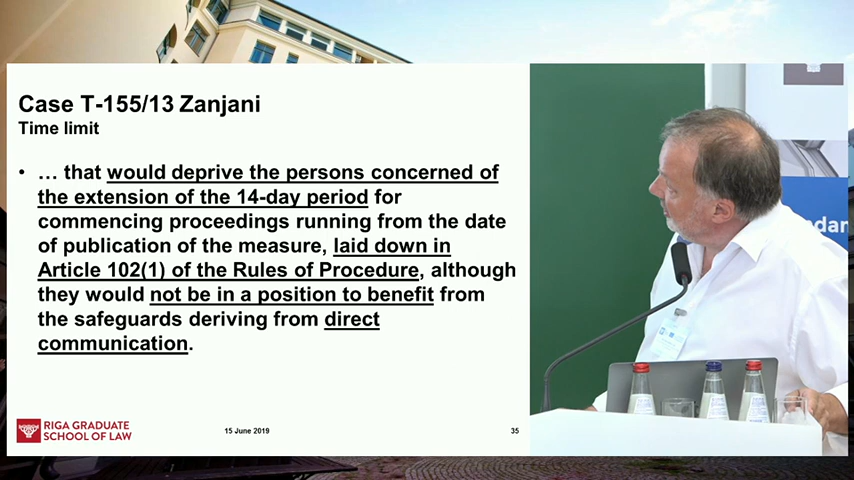 Case T-155/13 Zanjani
Time limit
• … that would deprive the persons concerned of
the extension of the 14-day period for
commencing proceedings running from the date
of publication of the measure, laid down in
Article 102(1) of the Rules of Procedure, although
they would not be in a position to benefit from
the safeguards deriving from direct
communication.
RIGA GRADUATE
SCHOOL OF LAW
15 June 2019
35